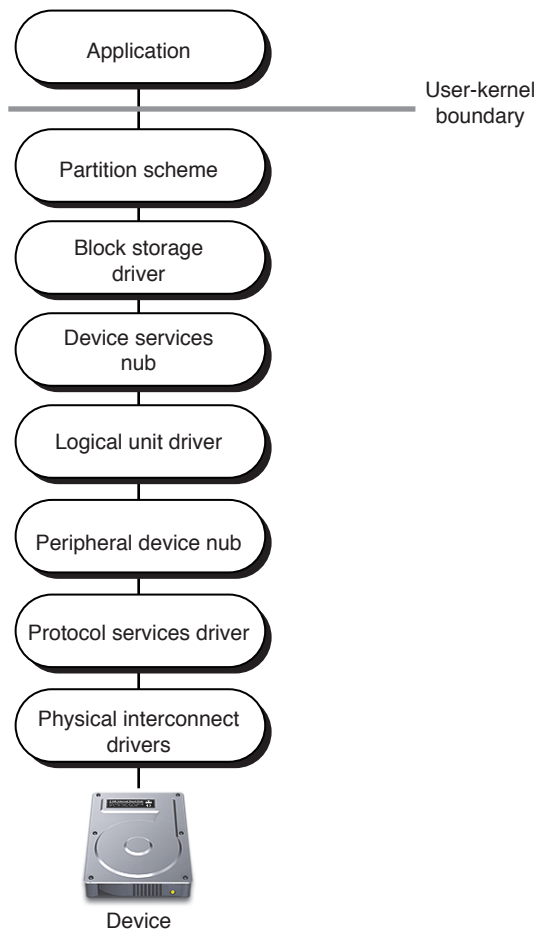 Application
User-kernel
boundary
Partition scheme
Block storage
driver
Device services
nub
Logical unit driver
Peripheral device nub
Protocol services driver
Physical interconnect
drivers
Device